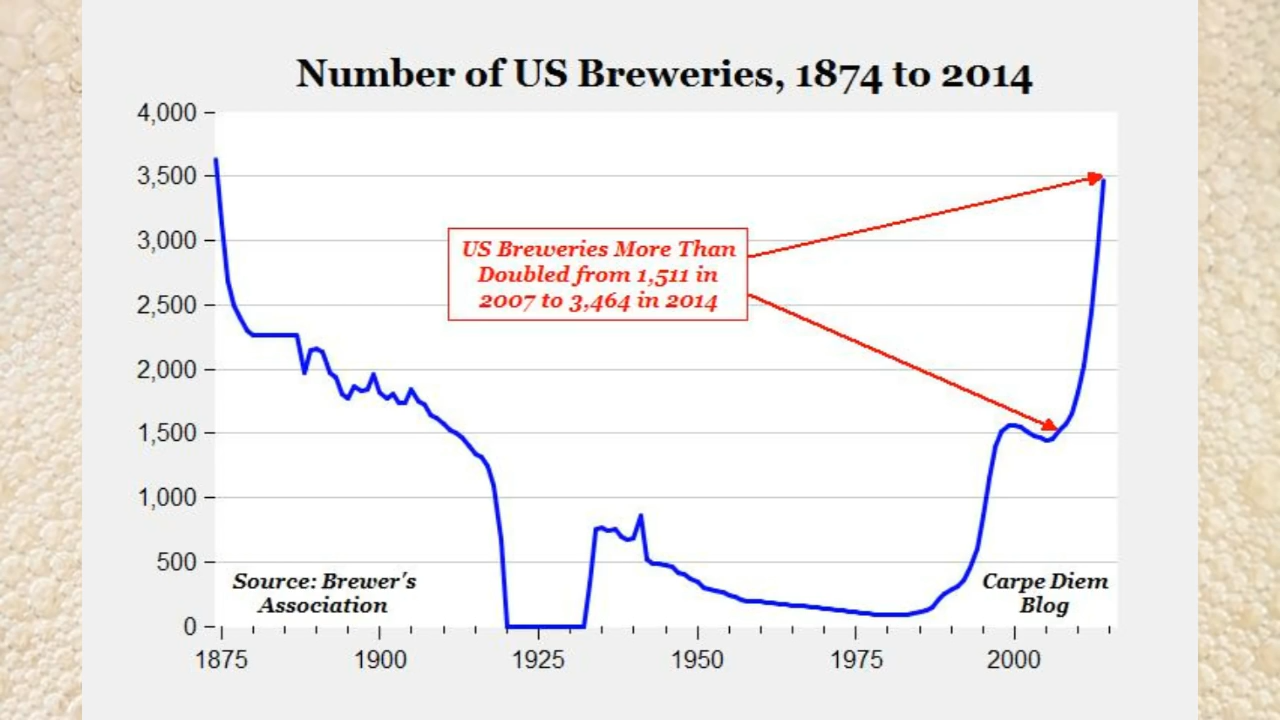 Number of US Breweries, 1874 to 2014
4,000
3,500
3,000
2,500
2,000
1,500
1,000
500
0
US Breweries More Than
Doubled from 1,511 in
2007 to 3,464 in 2014
Source: Brewer's
Association
Carpe Diem
Blog
1875
1900
1925
1950
1975
2000